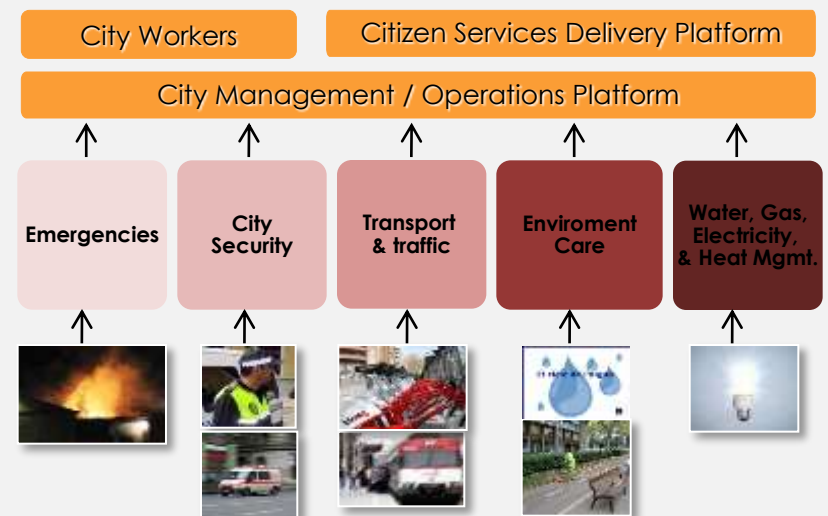 City Workers
Citizen Services Delivery Platform
City Management / Operations Platform
Emergencies
City
Security
Transport
& traffic
Enviroment
Care
Water, Gas,
Electricity,
& Heat Mgmt.